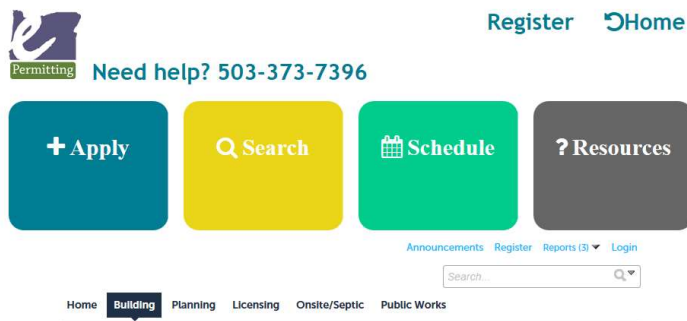 Register Home
e
Permitting
Need help? 503-373-7396
Apply Search Schedule ? Resources
Announcements Register Reports (3) Login
Search...
Home Building Planning Licensing Onsite/Septic Public Works